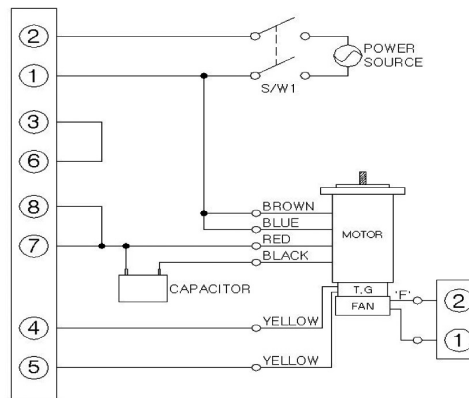 2
POWER
SOURCE
1
S/W1
3
6
8
BROWN
BLUE
MOTOR
7
RED
BLACK
CAPACITOR
T,G
'F'
2
FAN
4
YELLOW
1
5
YELLOW